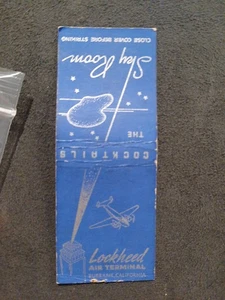 CLOSE COVER BEFORE STRIKING
Sky Room
THE
COCKTAILS
Lockheed
AIR TERMINAL
BURBANK, CALIFORNIA